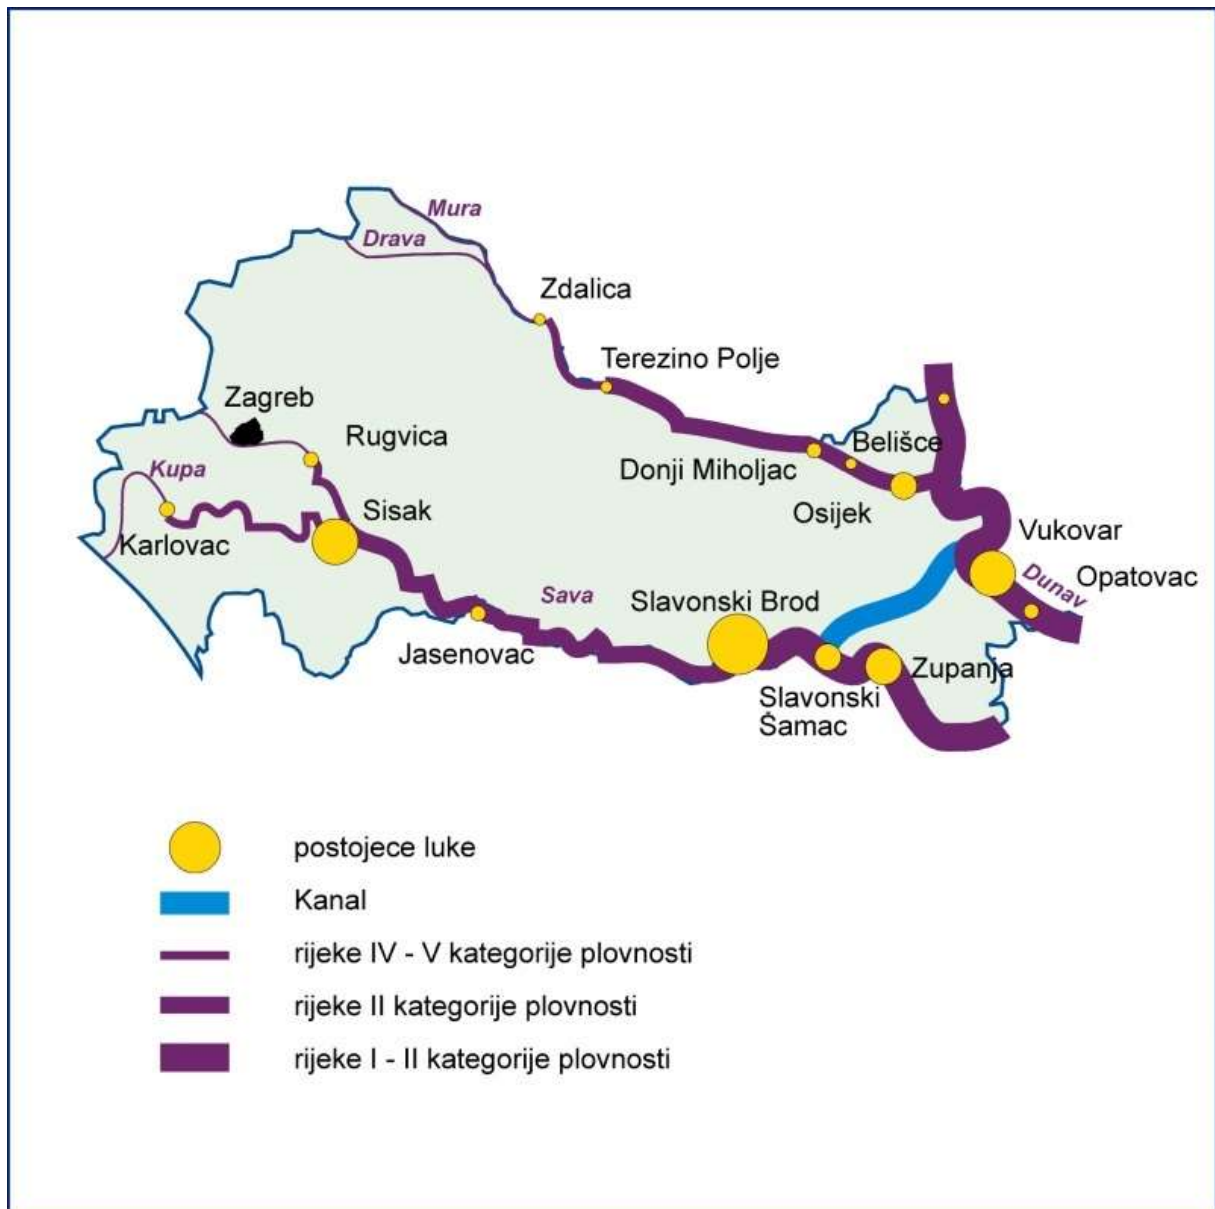 Mura
Drava
Zdalica
Terezino Polje
Zagreb
Rugvica
Belišce
Kupa
Donji Miholjac
Sisak
Osijek
Vukovar
Karlovac
Dunav
Opatovac
Sava
Slavonski Brod
Jasenovac
Zupanja
Slavonski
Šamac
postojece luke
Kanal
rijeke IV - V kategorije plovnosti
rijeke II kategorije plovnosti
rijeke I - II kategorije plovnosti